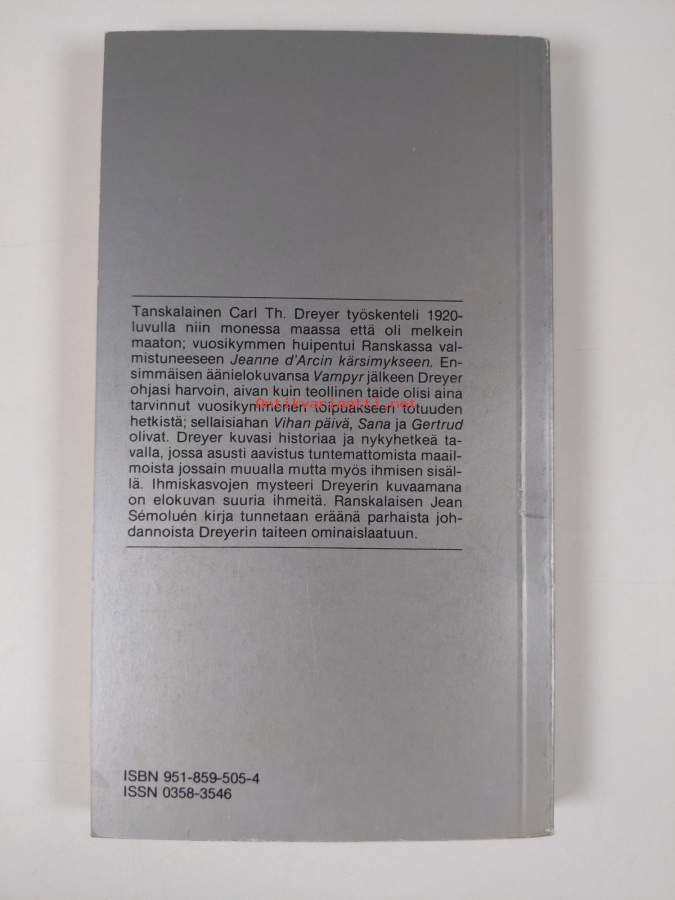 Tanskalainen Carl Th. Dreyer työskenteli 1920-
luvulla niin monessa maassa että oli melkein
maaton; vuosikymmen huipentui Ranskassa val-
mistuneeseen Jeanne d'Arcin kärsimykseen. En-
simmäisen äänielokuvansa Vampyr jälkeen Dreyer
ohjasi harvoin, aivan kuin teollinen taide olisi aina
tarvinnut vuosikymmenen toipuakseen totuuden
hetkistä; sellaisiahan Vihan päivä, Sana ja Gertrud
olivat. Dreyer kuvasi historiaa ja nykyhetkeä ta-
valla, jossa asusti aavistus tuntemattomista maail-
moista jossain muualla mutta myös ihmisen sisäl-
lä. Ihmiskasvojen mysteeri Dreyerin kuvaamana
on elokuvan suuria ihmeitä. Ranskalaisen Jean
Sémoluén kirja tunnetaan eräänä parhaista joh-
dannoista Dreyerin taiteen ominaislaatuun.
Antikvariaatti.net
ISBN 951-859-505-4
ISSN 0358-3546